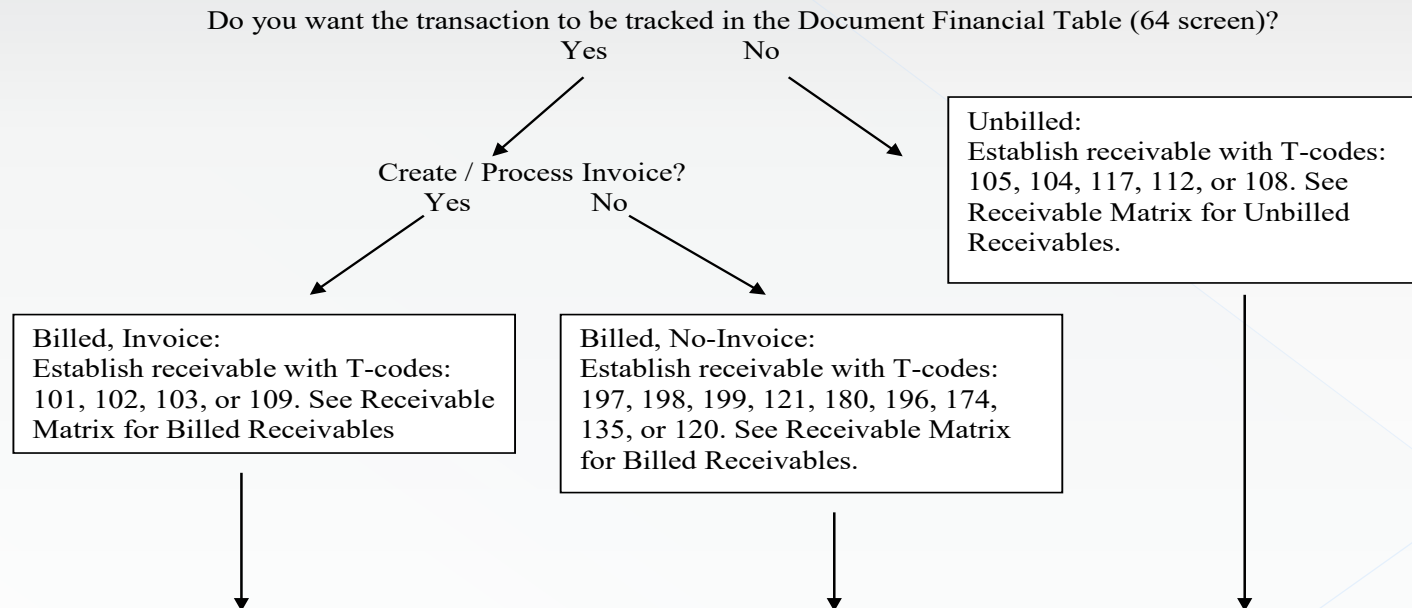 Do you want the transaction to be tracked in the Document Financial Table (64 screen)?
Yes No
Unbilled:
Establish receivable with T-codes:
105, 104, 117, 112, or 108. See
Receivable Matrix for Unbilled
Receivables.
Create / Process Invoice?
Yes No
Billed, Invoice:
Establish receivable with T-codes:
101, 102, 103, or 109. See Receivable
Matrix for Billed Receivables
Billed, No-Invoice:
Establish receivable with T-codes:
197, 198, 199, 121, 180, 196, 174,
135, or 120. See Receivable Matrix
for Billed Receivables.